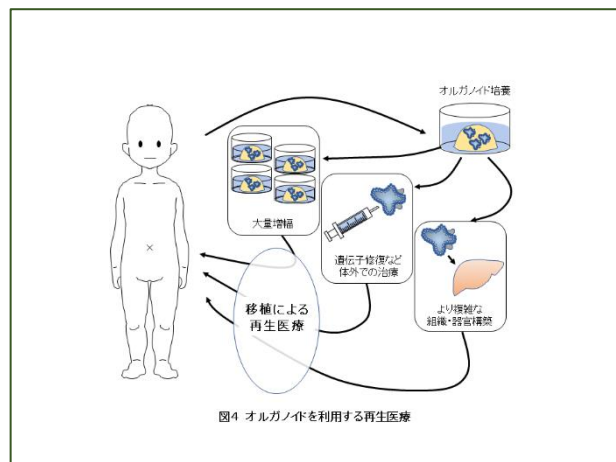 オルガノイド培養
大量増幅
遺伝子修復など
体外での治療
より複雑な
組織・器官構築
移植による
再生医療
図4 オルガノイドを利用する再生医療